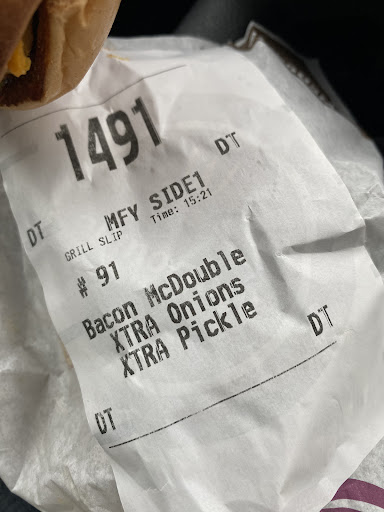 1491
DT
DT
MFY SIDE1
GRILL SLIP
Time: 15:21
# 91
Bacon McDouble
XTRA Onions
XTRA Pickle
DT
DT